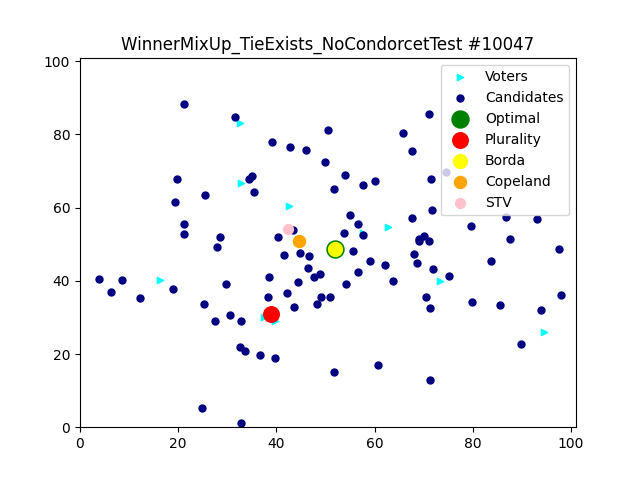 WinnerMixUp_TieExists_NoCondorcetTest #10047
Voters
Candidates
Optimal
Plurality
Borda
Copeland
STV
100
80
60
40
20
0
0 20 40 60 80 100